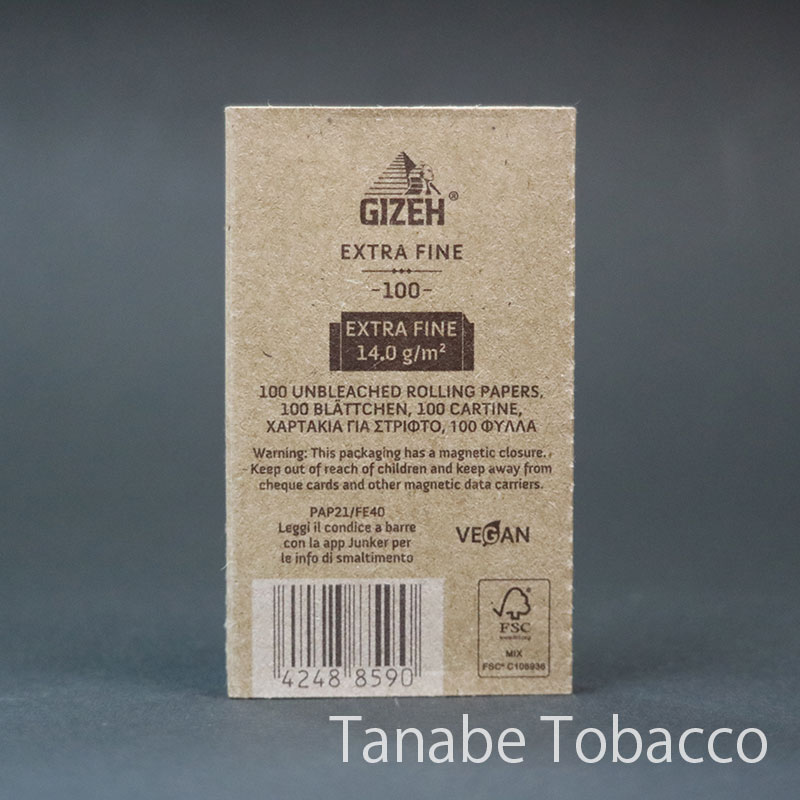 GIZEH®
EXTRA FINE
-100-
EXTRA FINE
14.0 g/m²
100 UNBLEACHED ROLLING PAPERS,
100 BLÄTTCHEN, 100 CARTINE,
ΧΑΡΤΑΚΙΑ ΓΙΑ ΣΤΡΙΦΤΟ, 100 ΦΥΛΛΑ
Warning: This packaging has a magnetic closure.
Keep out of reach of children and keep away from
cheque cards and other magnetic data carriers.
PAP21/FE40
Leggi il condice a barre
con la app Junker per
le info di smaltimento
VEGAN
4248 8590
FSC
MIX
FSC® C106936
Tanabe Tobacco